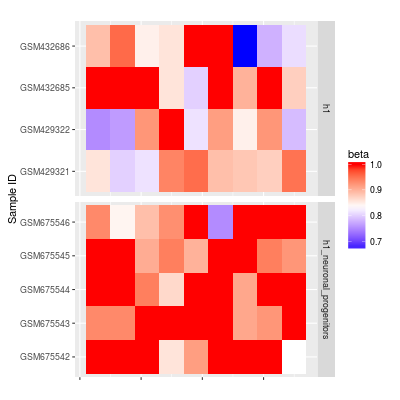 GSM432686
GSM432685
GSM429322
GSM429321
h1
GSM675546
GSM675545
GSM675544
GSM675543
GSM675542
h1_neuronal_progenitors
Sample ID
beta
1.0
0.9
0.8
0.7